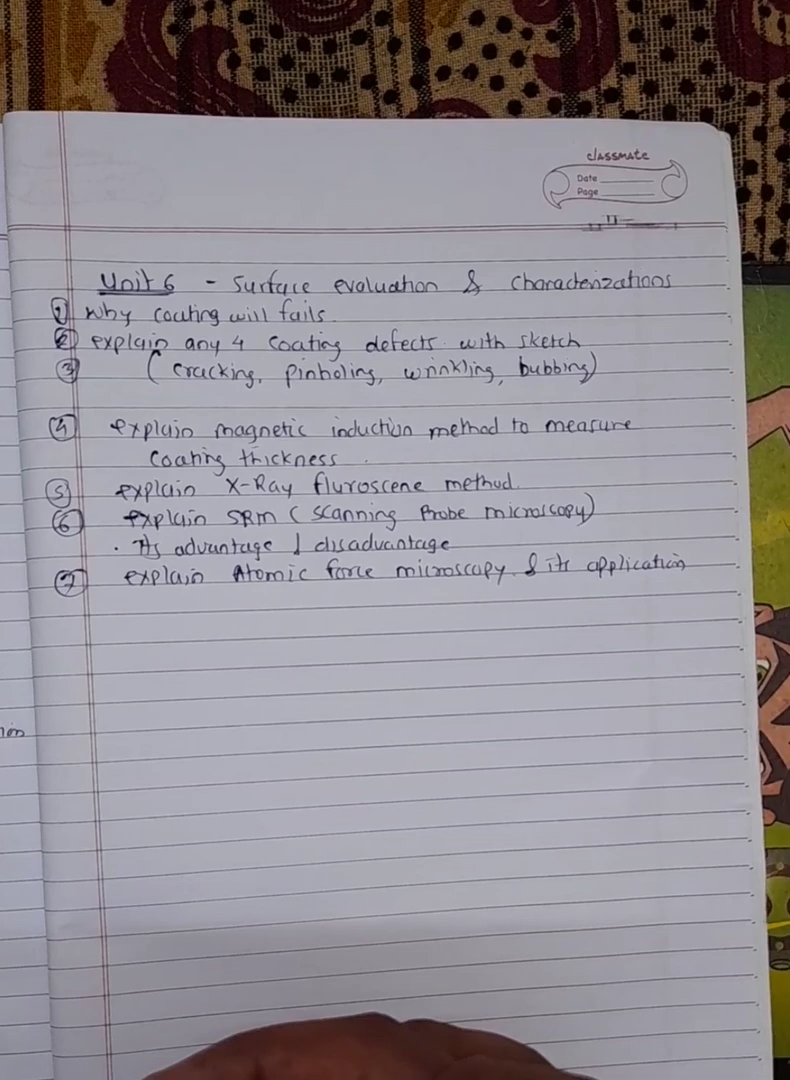 classmate
Date
Page
Unit 6 - Surface evaluation & characterizations
① Why coating will fails.
② explain any 4 coating defects with sketch
③ (cracking, pinholing, wrinkling, bubbing)
④ explain magnetic induction method to measure
coating thickness.
⑤ explain X-Ray fluroscene method.
⑥ explain SPM (scanning Probe microscopy)
. Its advantage / disadvantage
⑦ explain Atomic force microscopy & its application